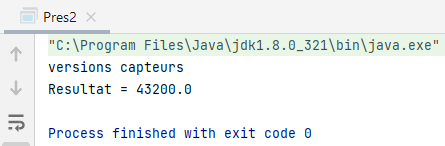 Pres2
"C:\Program Files\Java\jdk1.8.0_321\bin\java.exe"
versions capteurs
Resultat = 43200.0
Process finished with exit code 0